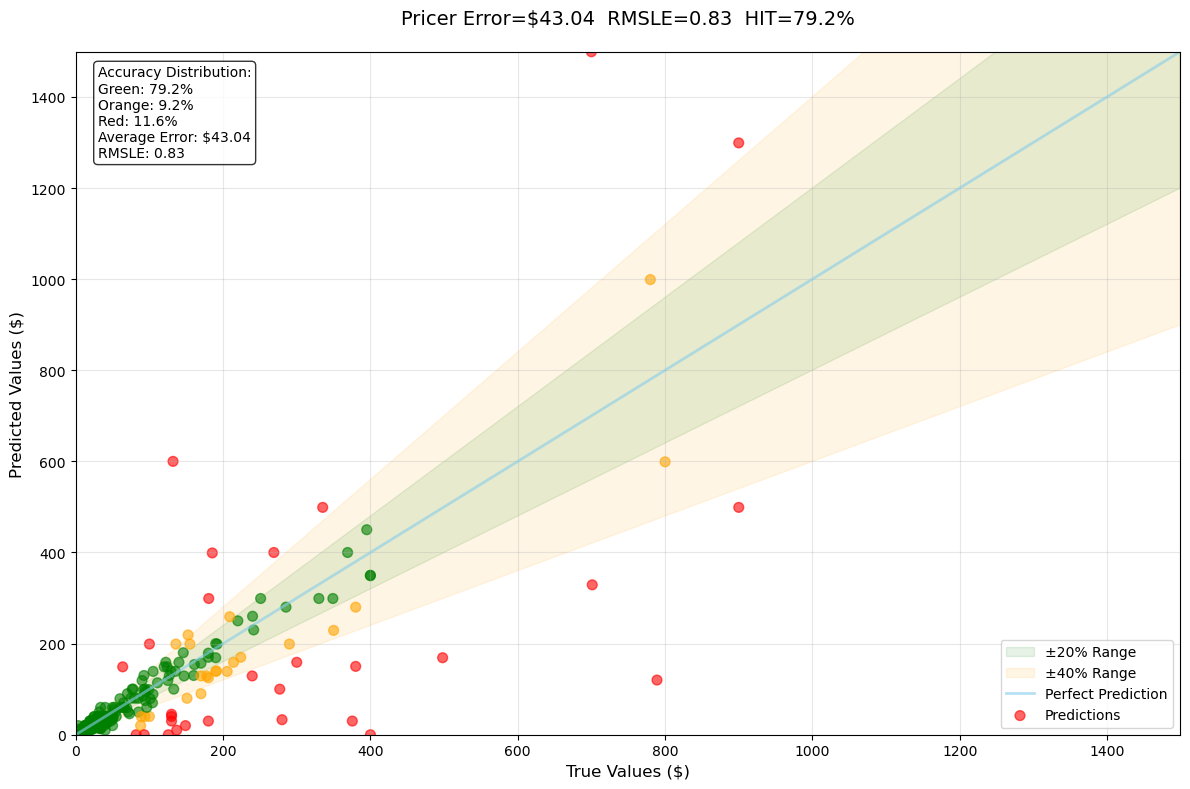 Pricer Error=$43.04  RMSLE=0.83  HIT=79.2%
Accuracy Distribution:
Green: 79.2%
Orange: 9.2%
Red: 11.6%
Average Error: $43.04
RMSLE: 0.83
Predicted Values ($)
1400
1200
1000
800
600
400
200
0
0 200 400 600 800 1000 1200 1400
True Values ($)
±20% Range
±40% Range
Perfect Prediction
Predictions